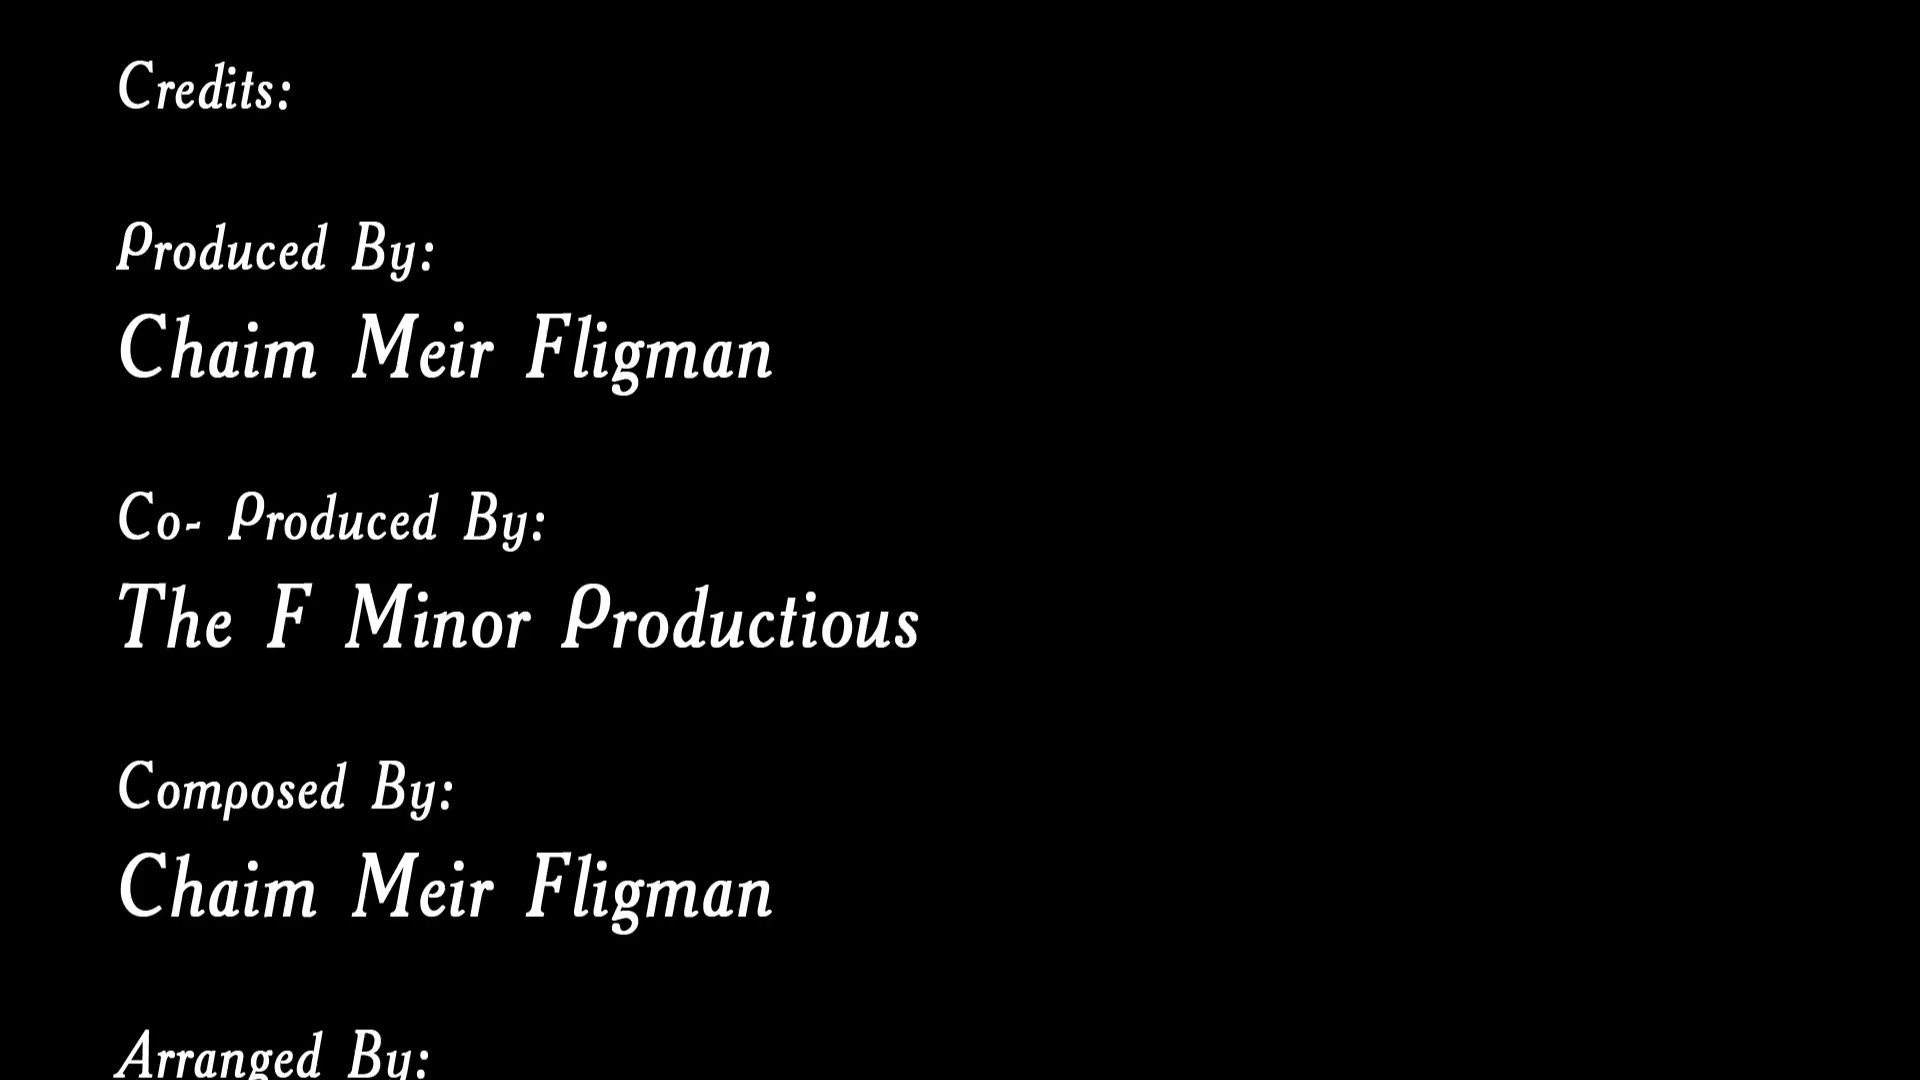 Credits:
Produced By:
Chaim Meir Fligman
Co- Produced By:
The F Minor Productious
Composed By:
Chaim Meir Fligman
Arranged By: